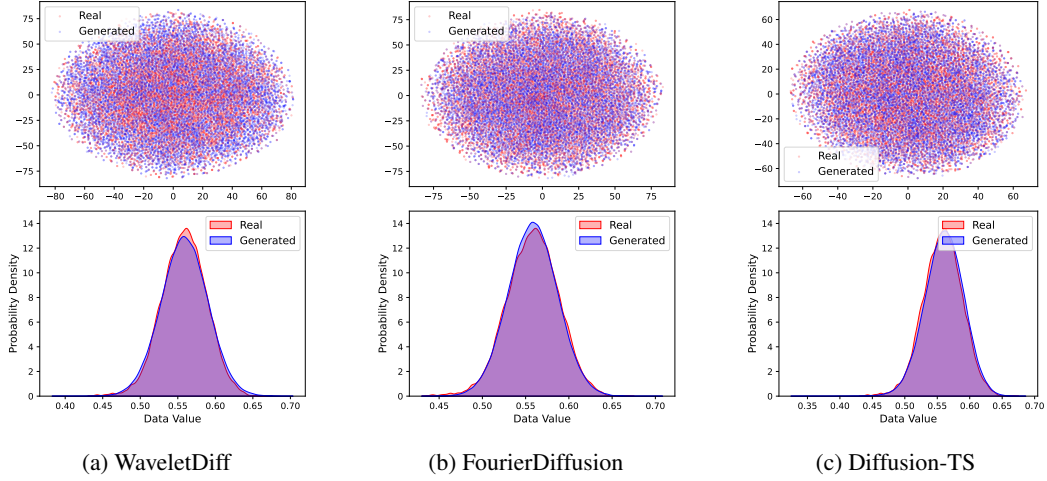 75
50
25
0
−25
−50
−75
Real
Generated
−80 −60 −40 −20 0 20 40 60 80
75
50
25
0
−25
−50
−75
Real
Generated
−75 −50 −25 0 25 50 75
60
40
20
0
−20
−40
−60
Real
Generated
−60 −40 −20 0 20 40 60
Probability Density
14
12
10
8
6
4
2
0
Real
Generated
0.40 0.45 0.50 0.55 0.60 0.65 0.70
Data Value
Probability Density
14
12
10
8
6
4
2
0
Real
Generated
0.45 0.50 0.55 0.60 0.65 0.70
Data Value
Probability Density
14
12
10
8
6
4
2
0
Real
Generated
0.35 0.40 0.45 0.50 0.55 0.60 0.65 0.70
Data Value
(a) WaveletDiff
(b) FourierDiffusion
(c) Diffusion-TS